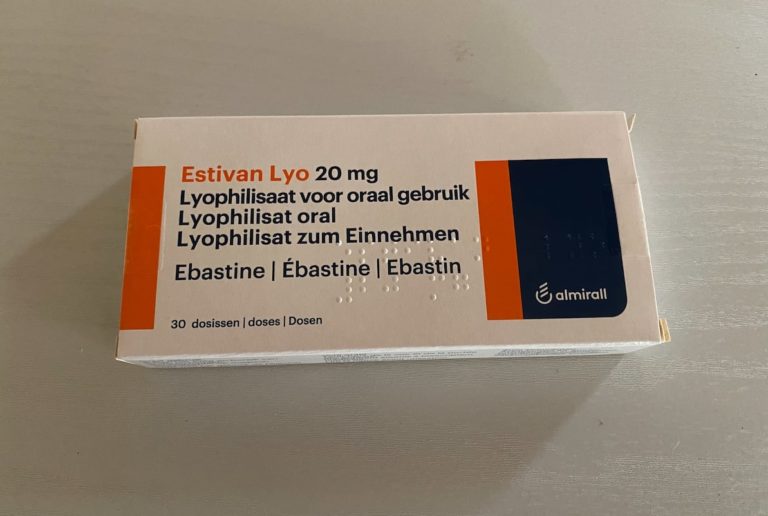 Estivan Lyo 20 mg
Lyophilisaat voor oraal gebruik
Lyophilisat oral
Lyophilisat zum Einnehmen
Ebastine | Ébastine | Ebastin
30 dosissen | doses | Dosen
almirall